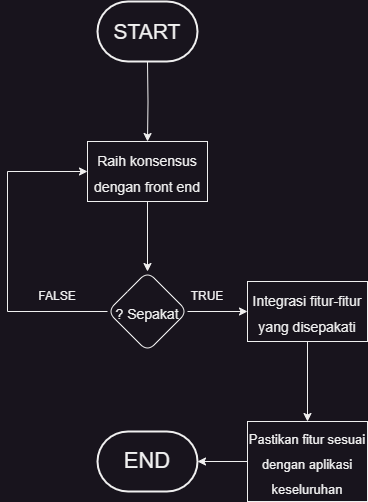 START
Raih konsensus
dengan front end
FALSE
? Sepakat
TRUE
Integrasi fitur-fitur
yang disepakati
Pastikan fitur sesuai
dengan aplikasi
keseluruhan
END